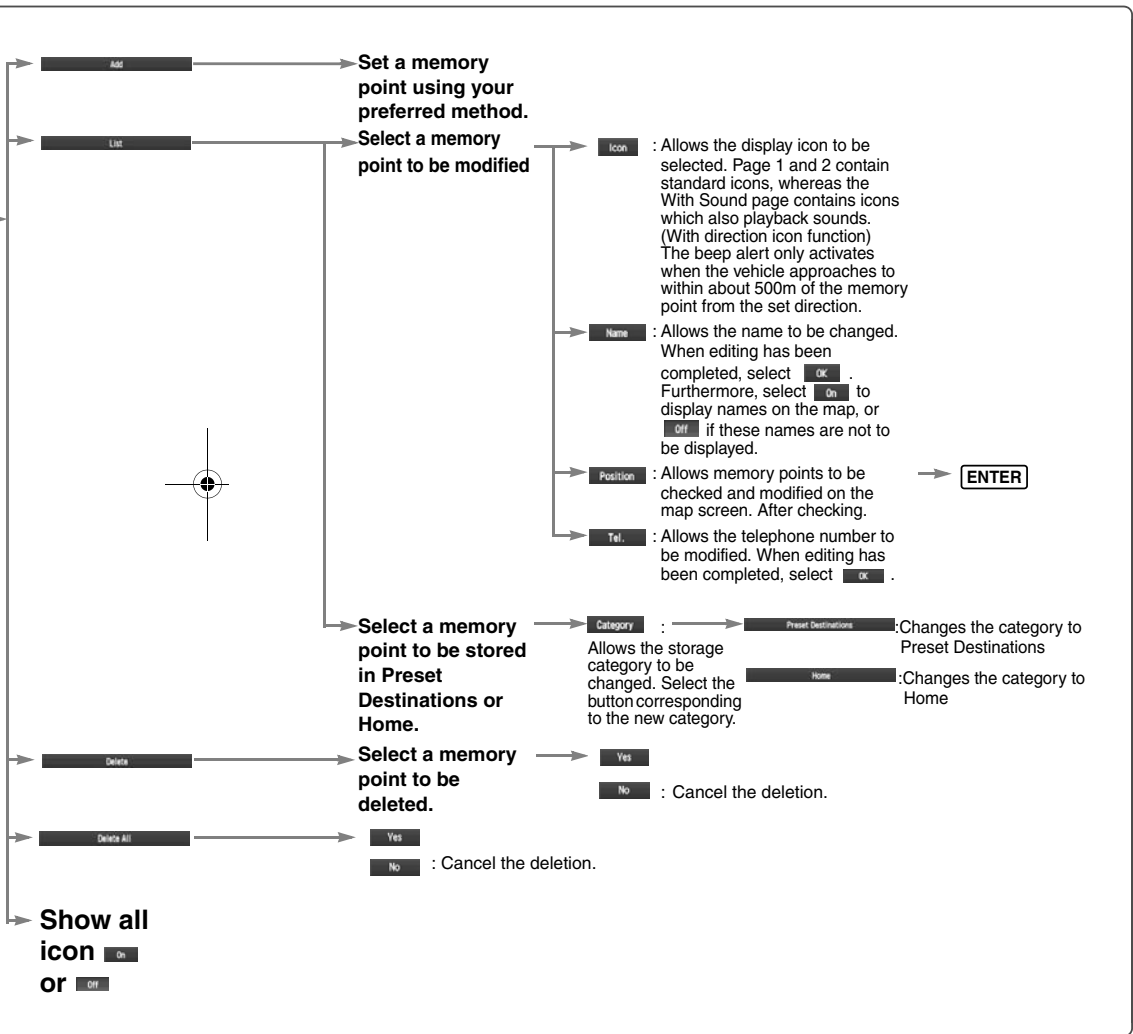 Add
Set a memory
point using your
preferred method.
List
Select a memory
point to be modified
Icon : Allows the display icon to be
selected. Page 1 and 2 contain
standard icons, whereas the
With Sound page contains icons
which also playback sounds.
(With direction icon function)
The beep alert only activates
when the vehicle approaches to
within about 500m of the memory
point from the set direction.
Name : Allows the name to be changed.
When editing has been
completed, select OK .
Furthermore, select On to
display names on the map, or
Off if these names are not to
be displayed.
Position : Allows memory points to be
checked and modified on the
map screen. After checking.
ENTER
Tel. : Allows the telephone number to
be modified. When editing has
been completed, select OK .
Select a memory
point to be stored
in Preset
Destinations or
Home.
Category :
Allows the storage
category to be
changed. Select the
button corresponding
to the new category.
Preset Destinations :Changes the category to
Preset Destinations
Home :Changes the category to
Home
Delete
Select a memory
point to be
deleted.
Yes
No : Cancel the deletion.
Delete All
Yes
No : Cancel the deletion.
Show all
icon On
or Off